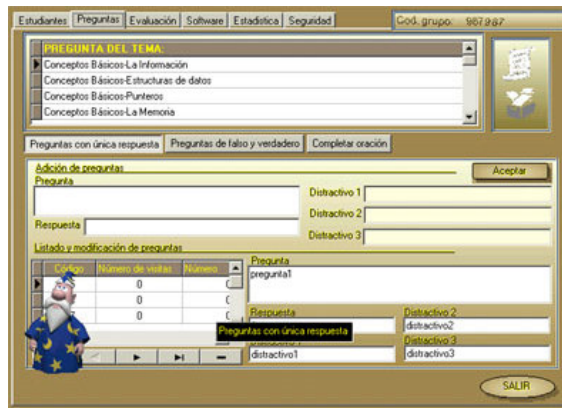 Estudiantes Preguntas Evaluación Software Estadística Seguridad Cod. grupo: 987987
PREGUNTA DEL TEMA:
Conceptos Básicos-La Información
Conceptos Básicos-Estructuras de datos
Conceptos Básicos-Punteros
Conceptos Básicos-La Memoria
Preguntas con única respuesta Preguntas de falso y verdadero Completar oración
Adición de preguntas Aceptar
Pregunta
Distractivo 1
Distractivo 2
Respuesta
Distractivo 3
Listado y modificación de preguntas
Código Número de visitas Número
Pregunta
pregunta1
0
0
0
Respuesta Distractivo 2
Preguntas con única respuesta
distractivo2
Distractivo 3
distractivo1 distractivo3
SALIR